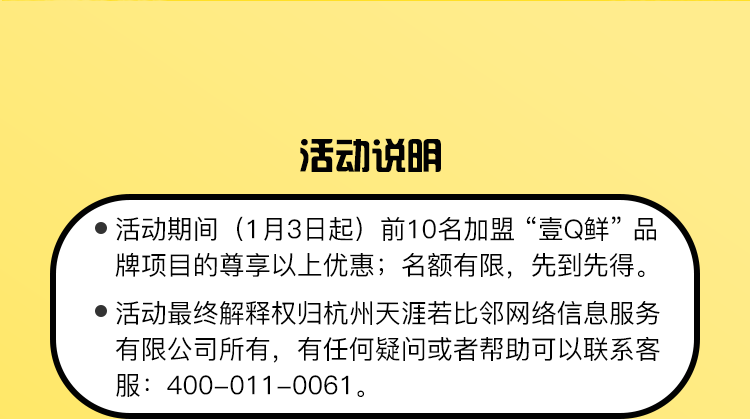 活动说明
● 活动期间（1月3日起）前10名加盟“壹Q鲜”品
牌项目的尊享以上优惠；名额有限，先到先得。
● 活动最终解释权归杭州天涯若比邻网络信息服务
有限公司所有，有任何疑问或者帮助可以联系客
服：400-011-0061。